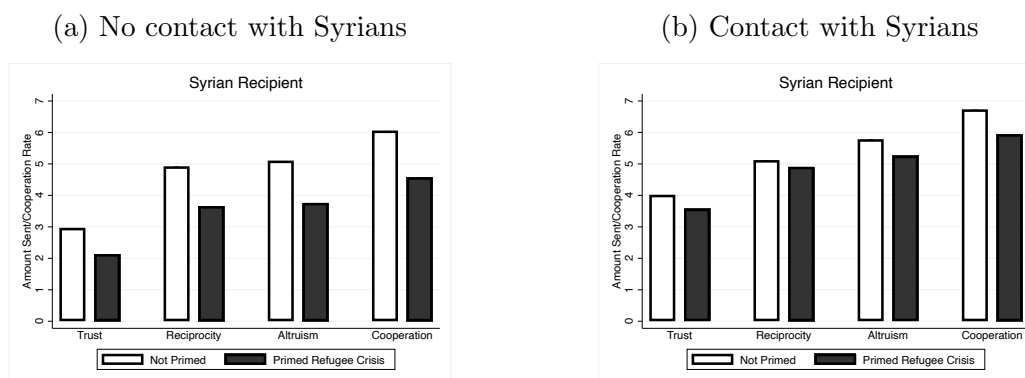 (a) No contact with Syrians
Syrian Recipient
Amount Sent/Cooperation Rate
7
6
5
4
3
2
1
0
Trust Reciprocity Altruism Cooperation
Not Primed Primed Refugee Crisis
(b) Contact with Syrians
Syrian Recipient
Amount Sent/Cooperation Rate
7
6
5
4
3
2
1
0
Trust Reciprocity Altruism Cooperation
Not Primed Primed Refugee Crisis